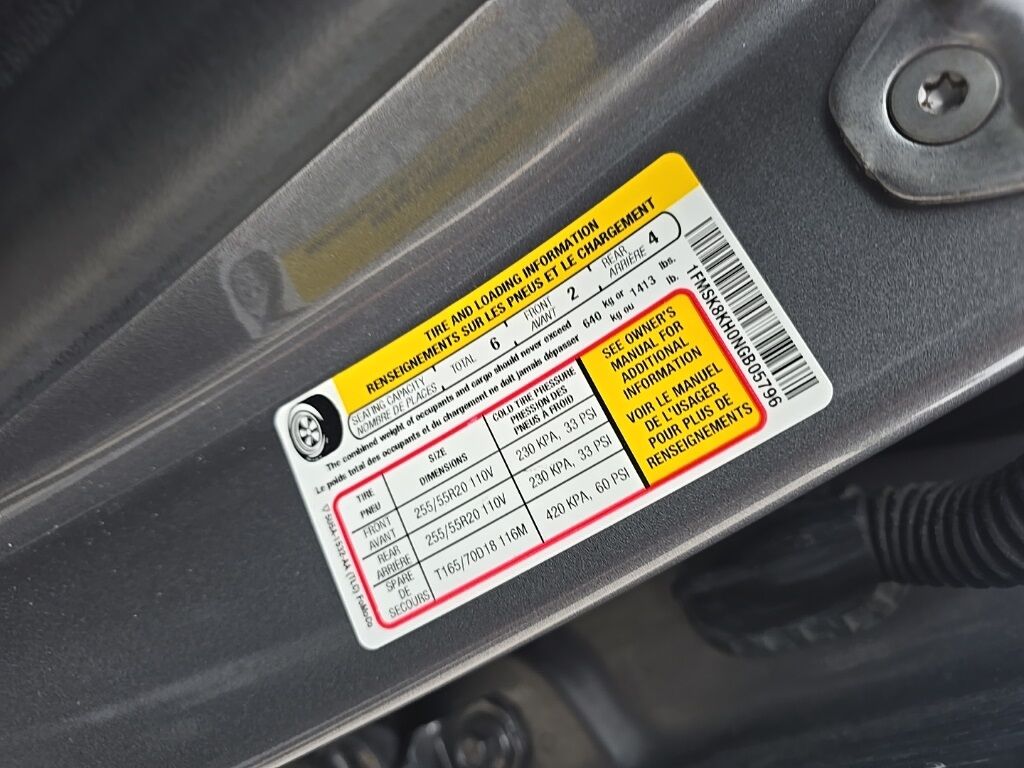 TIRE AND LOADING INFORMATION
RENSEIGNEMENTS SUR LES PNEUS ET LE CHARGEMENT
SEATING CAPACITY TOTAL 6 FRONT 2 REAR 4
NOMBRE DE PLACES AVANT ARRIÈRE
The combined weight of occupants and cargo should never exceed 640 kg or 1413 lbs.
Le poids total des occupants et du chargement ne doit jamais dépasser kg ou lb.
TIRE SIZE COLD TIRE PRESSURE
PNEU DIMENSIONS PRESSION DES PNEUS À FROID
FRONT AVANT 255/55R20 110V 230 KPA, 33 PSI
REAR ARRIÈRE 255/55R20 110V 230 KPA, 33 PSI
SPARE DE SECOURS T165/70D18 116M 420 KPA, 60 PSI
SEE OWNER'S
MANUAL FOR
ADDITIONAL
INFORMATION
VOIR LE MANUEL
DE L'USAGER
POUR PLUS DE
RENSEIGNEMENTS
1FMSK8KH0NGB05796
(TLC) FoMoCo